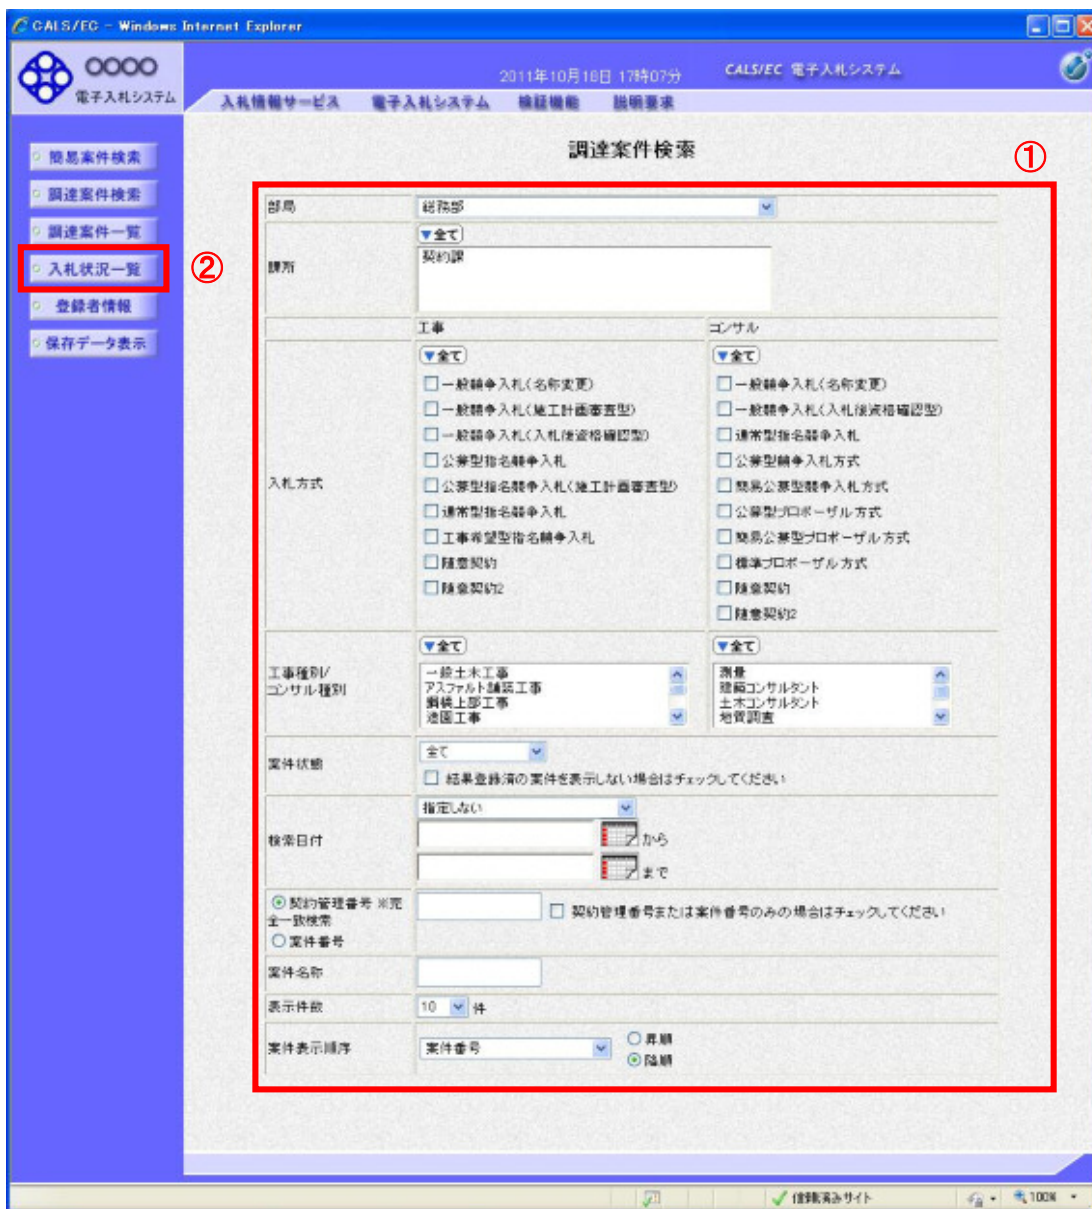 CALS/EC - Windows Internet Explorer
○○○○
電子入札システム
2011年10月18日 17時07分
CALS/EC 電子入札システム
入札情報サービス 電子入札システム 検証機能 説明要求
簡易案件検索
調達案件検索
調達案件一覧
入札状況一覧
登録者情報
保存データ表示
②
調達案件検索
①
部局 総務部
▼全て
課所 契約課
工事 コンサル
入札方式
▼全て ▼全て
一般競争入札(名称変更) 一般競争入札(名称変更)
一般競争入札(施工計画審査型) 一般競争入札(入札後資格確認型)
一般競争入札(入札後資格確認型) 通常型指名競争入札
公募型指名競争入札 公募型競争入札方式
公募型指名競争入札(施工計画審査型) 簡易公募型競争入札方式
通常型指名競争入札 公募型プロポーザル方式
工事希望型指名競争入札 簡易公募型プロポーザル方式
随意契約 標準プロポーザル方式
随意契約2 随意契約
随意契約2
工事種別/
コンサル種別
▼全て ▼全て
一般土木工事 測量
アスファルト舗装工事 建築コンサルタント
鋼橋上部工事 土木コンサルタント
造園工事 地質調査
案件状態 全て
結果登録済の案件を表示しない場合はチェックしてください
検索日付 指定しない
から
まで
契約管理番号 ※完
全一致検索
案件番号
契約管理番号または案件番号のみの場合はチェックしてください
案件名称
表示件数 10 件
案件表示順序 案件番号 昇順
降順
信頼済みサイト 100%